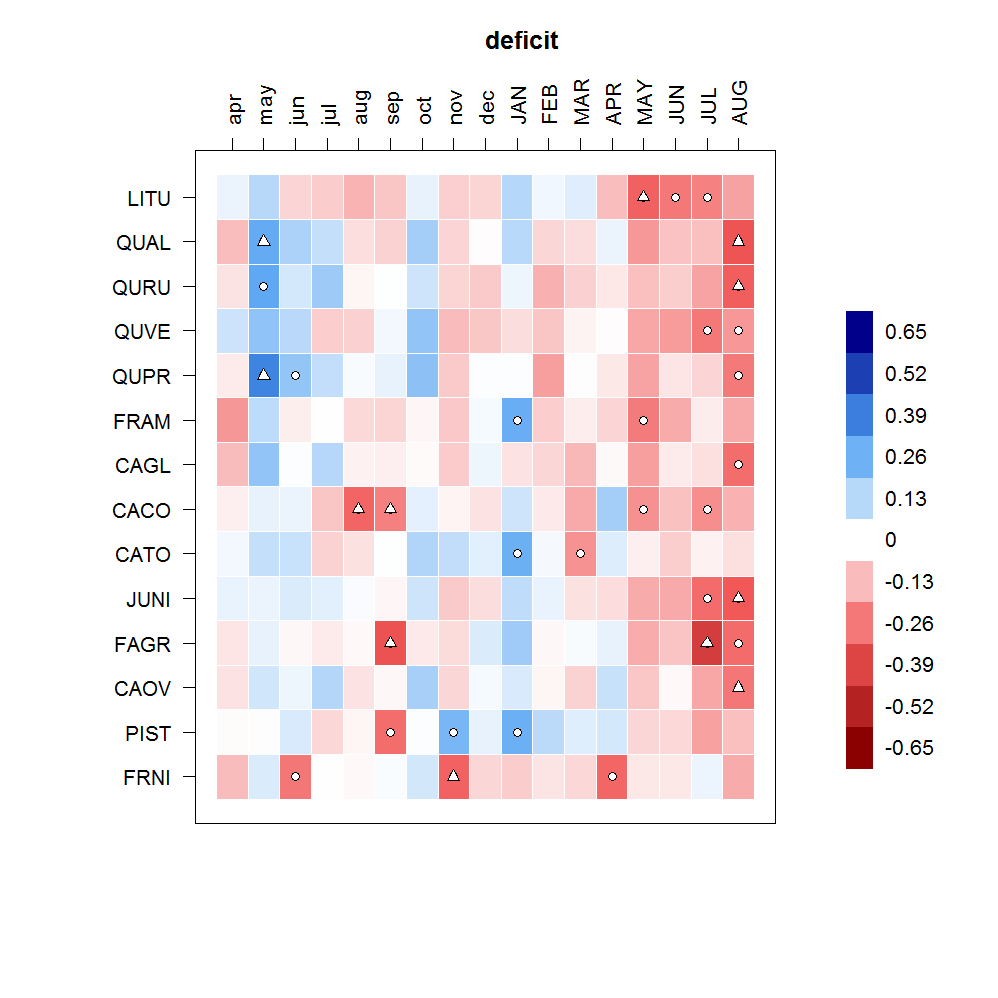 deficit
apr may jun jul aug sep oct nov dec JAN FEB MAR APR MAY JUN JUL AUG
LITU
QUAL
QURU
QUVE
QUPR
FRAM
CAGL
CACO
CATO
JUNI
FAGR
CAOV
PIST
FRNI
0.65
0.52
0.39
0.26
0.13
0
-0.13
-0.26
-0.39
-0.52
-0.65